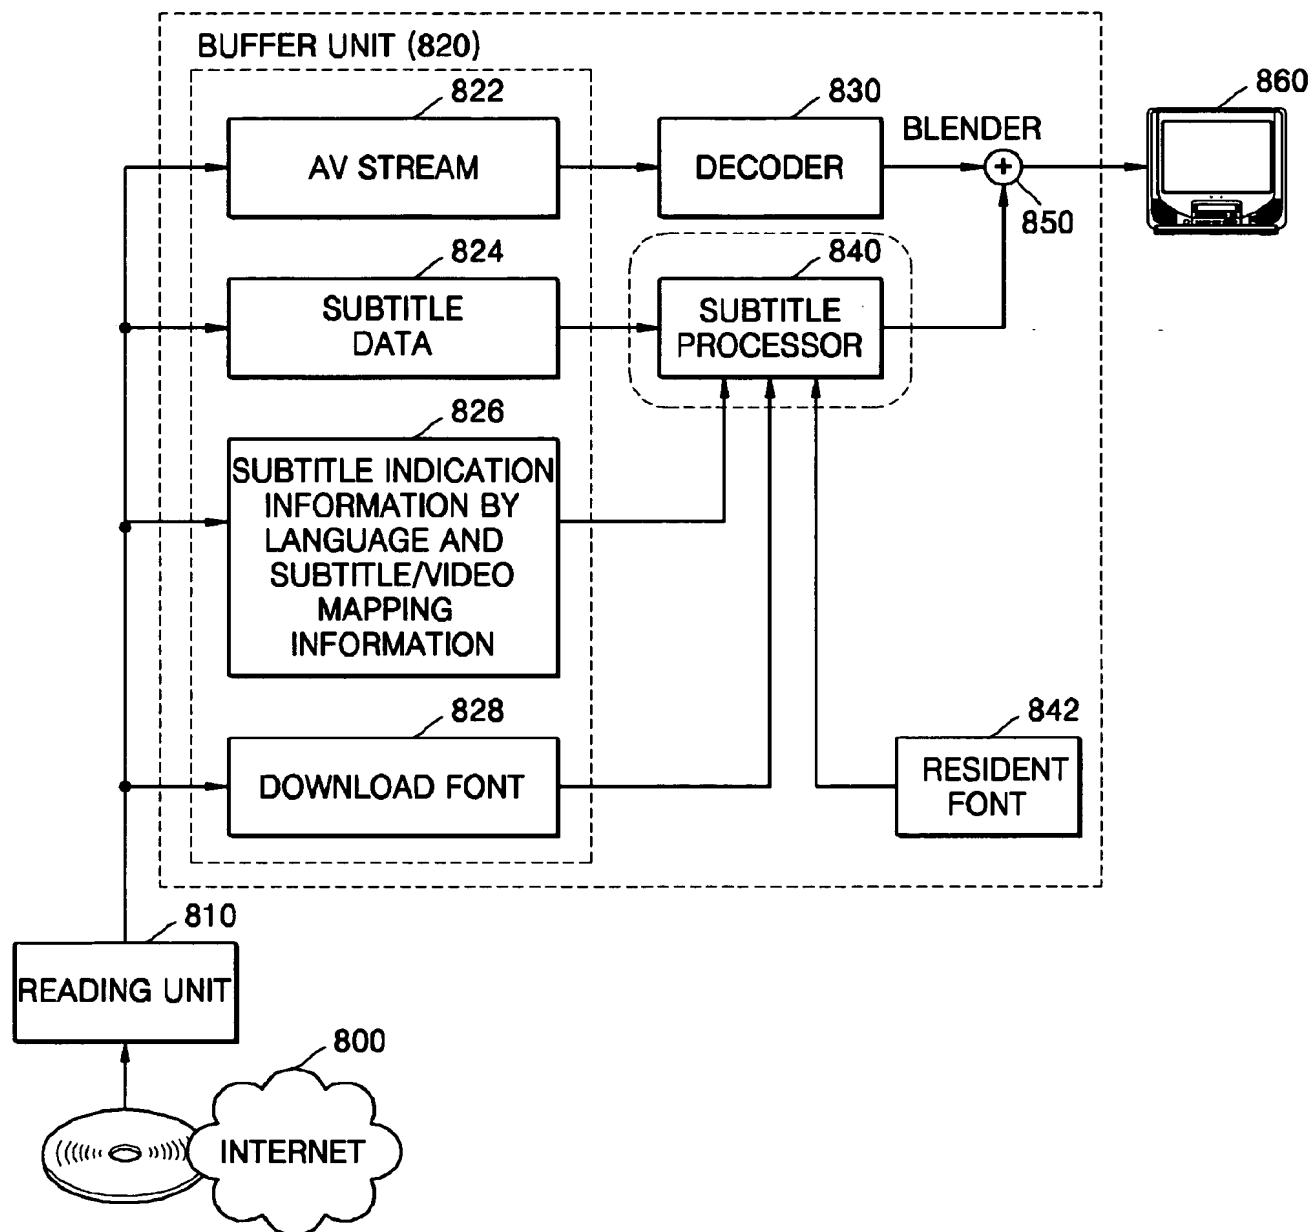 BUFFER UNIT (820)
822
AV STREAM
830
DECODER
BLENDER
+
850
860
824
SUBTITLE
DATA
840
SUBTITLE
PROCESSOR
826
SUBTITLE INDICATION
INFORMATION BY
LANGUAGE AND
SUBTITLE/VIDEO
MAPPING
INFORMATION
828
DOWNLOAD FONT
842
RESIDENT
FONT
810
READING UNIT
800
INTERNET